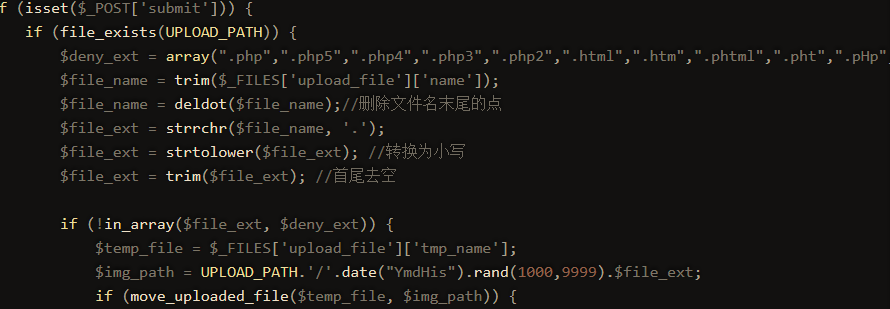 f (isset($_POST['submit'])) {
if (file_exists(UPLOAD_PATH)) {
$deny_ext = array(".php",".php5",".php4",".php3",".php2",".html",".htm",".phtml",".pht",".pHp",
$file_name = trim($_FILES['upload_file']['name']);
$file_name = deldot($file_name);//删除文件名末尾的点
$file_ext = strrchr($file_name, '.');
$file_ext = strtolower($file_ext); //转换为小写
$file_ext = trim($file_ext); //首尾去空
if (!in_array($file_ext, $deny_ext)) {
$temp_file = $_FILES['upload_file']['tmp_name'];
$img_path = UPLOAD_PATH.'/'.date("YmdHis").rand(1000,9999).$file_ext;
if (move_uploaded_file($temp_file, $img_path)) {